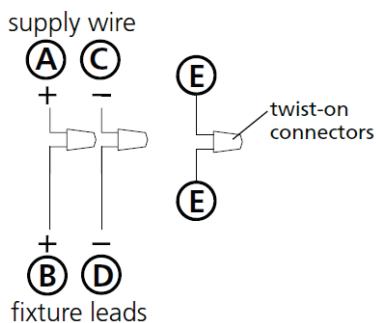 supply wire
A C
+ −
E
twist-on
connectors
E
+ −
B D
fixture leads